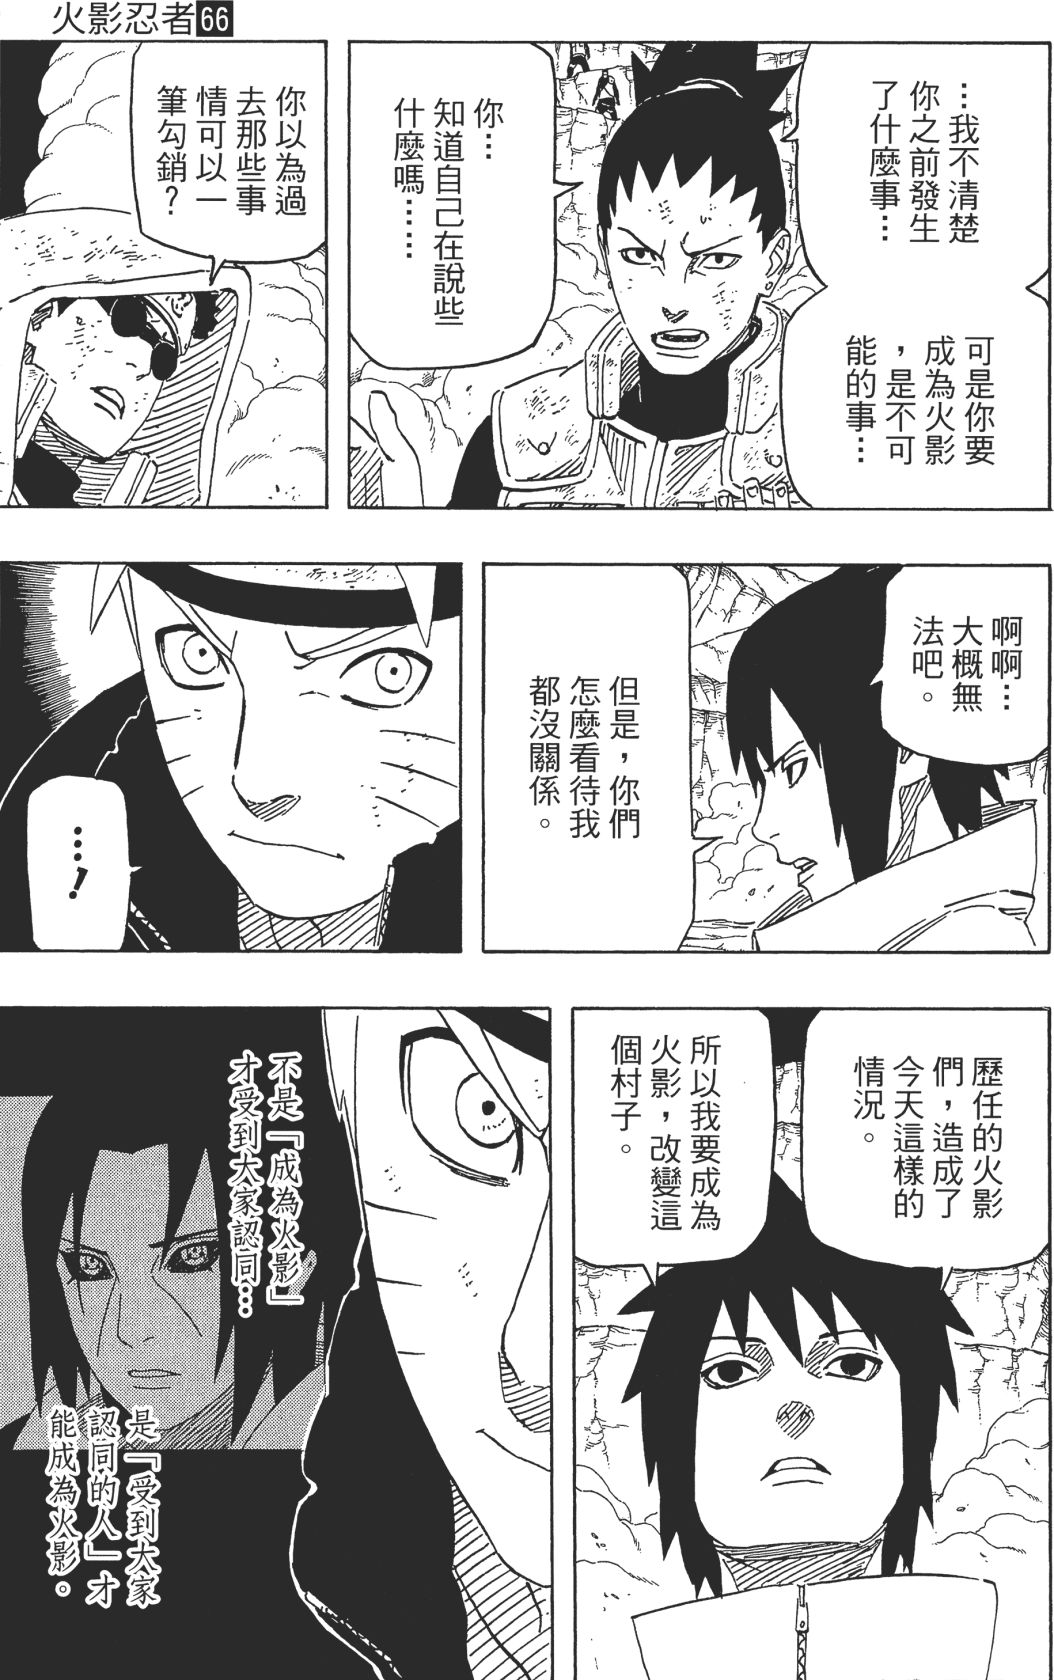 火影忍者66
…我不清楚
你之前發生
了什麼事…
可是你要
成為火影
，是不可
能的事…
你…
知道自己在說些
什麼嗎……
你以為過
去那些事
情可以一
筆勾銷？
啊啊…
大概無
法吧。
但是，你們
怎麼看待我
都沒關係。
…！
歷任的火影
們，造成了
今天這樣的
情況。
所以我要成為
火影，改變這
個村子。
不是『成為火影』
才受到大家認同…
是『受到大家
認同的人』才
能成為火影。